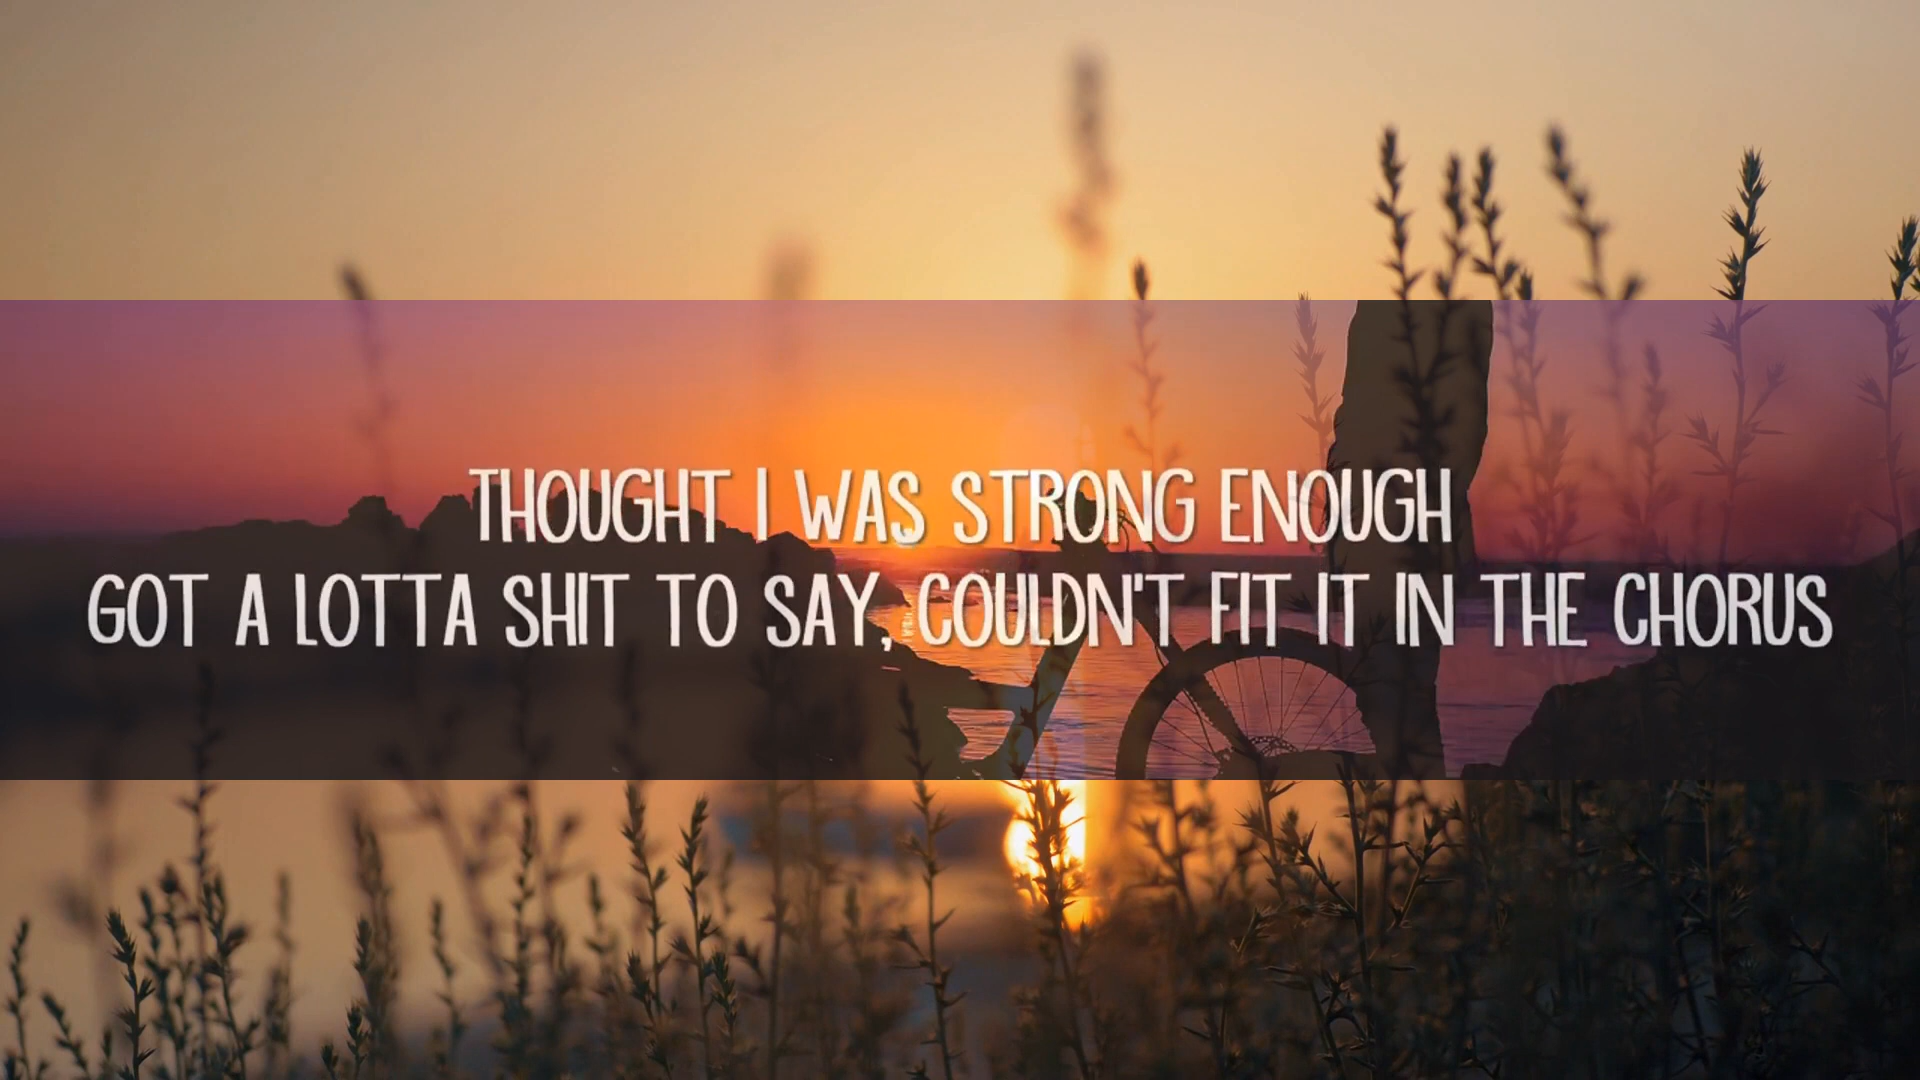 THOUGHT I WAS STRONG ENOUGH
GOT A LOTTA SHIT TO SAY, COULDN'T FIT IT IN THE CHORUS